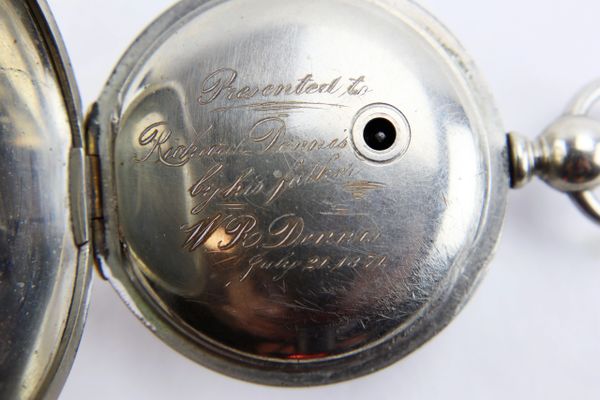 Presented to
Richard Dennis
by his father
W. R. Dennis
July 21. 1871